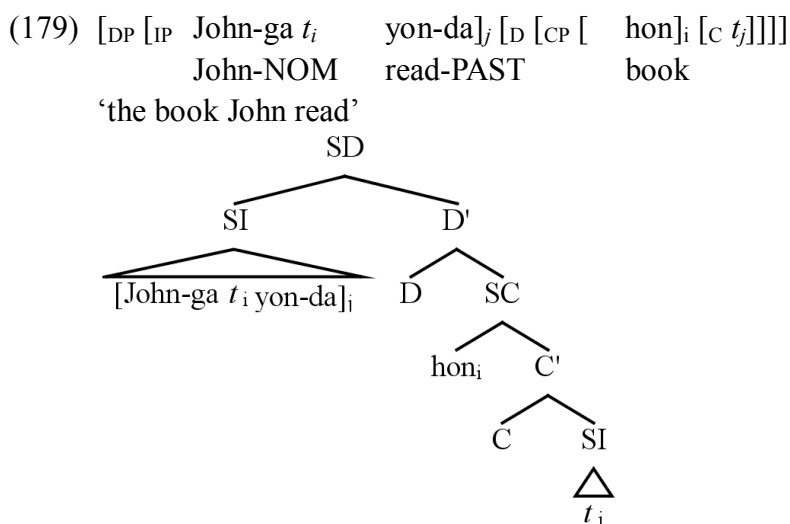 (179) [DP [IP John-ga ti yon-da]j [D [CP [ hon]i [C tj]]]]
John-NOM read-PAST book
‘the book John read’
SD
SI D'
[John-ga ti yon-da]j D SC
honi C'
C SI
tj